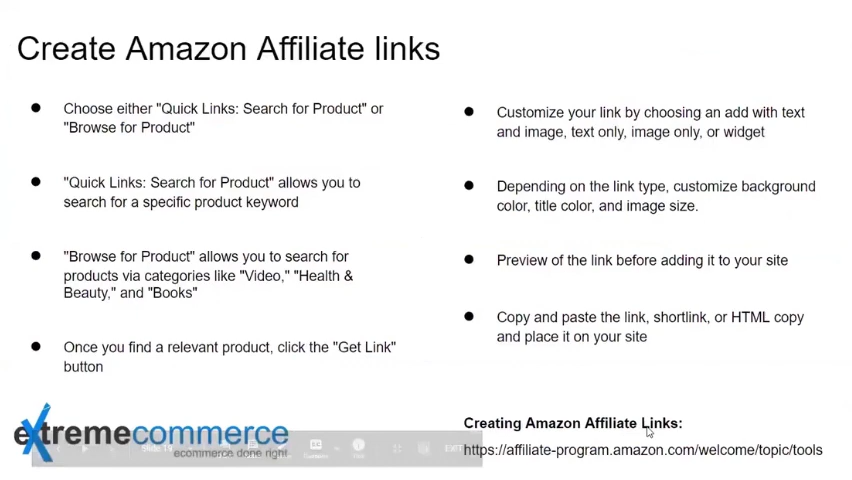 Create Amazon Affiliate links
● Choose either "Quick Links: Search for Product" or
"Browse for Product"
● "Quick Links: Search for Product" allows you to
search for a specific product keyword
● "Browse for Product" allows you to search for
products via categories like "Video," "Health &
Beauty," and "Books"
● Once you find a relevant product, click the "Get Link"
button
● Customize your link by choosing an add with text
and image, text only, image only, or widget
● Depending on the link type, customize background
color, title color, and image size.
● Preview of the link before adding it to your site
● Copy and paste the link, shortlink, or HTML copy
and place it on your site
Creating Amazon Affiliate Links:
https://affiliate-program.amazon.com/welcome/topic/tools
extremecommerce
ecommerce done right
EXIT